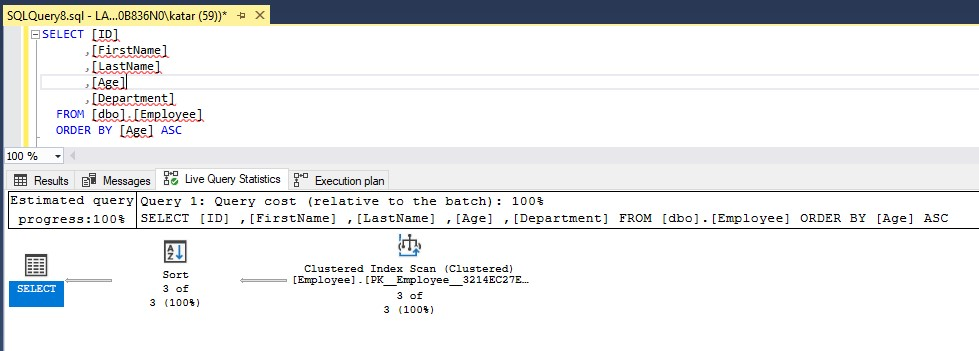 SQLQuery8.sql - LA...0B836N0\katar (59))*
SELECT [ID]
,[FirstName]
,[LastName]
,[Age]
,[Department]
FROM [dbo].[Employee]
ORDER BY [Age] ASC
100 %
Results Messages Live Query Statistics Execution plan
Estimated query progress:100%
Query 1: Query cost (relative to the batch): 100%
SELECT [ID] ,[FirstName] ,[LastName] ,[Age] ,[Department] FROM [dbo].[Employee] ORDER BY [Age] ASC
SELECT
Sort
3 of
3 (100%)
Clustered Index Scan (Clustered)
[Employee].[PK__Employee__3214EC27E…
3 of
3 (100%)